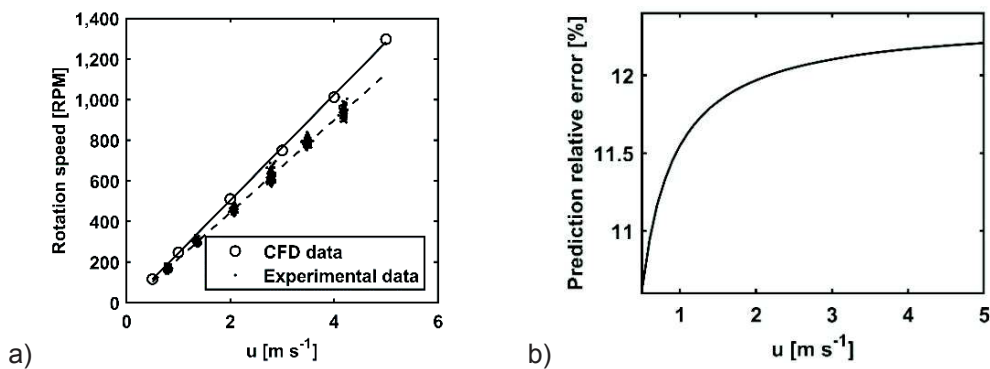 1,400
1,200
1,000
800
600
400
200
0
Rotation speed [RPM]
CFD data
Experimental data
0 2 4 6
u [m s-1]
a)
12
11.5
11
Prediction relative error [%]
1 2 3 4 5
u [m s-1]
b)